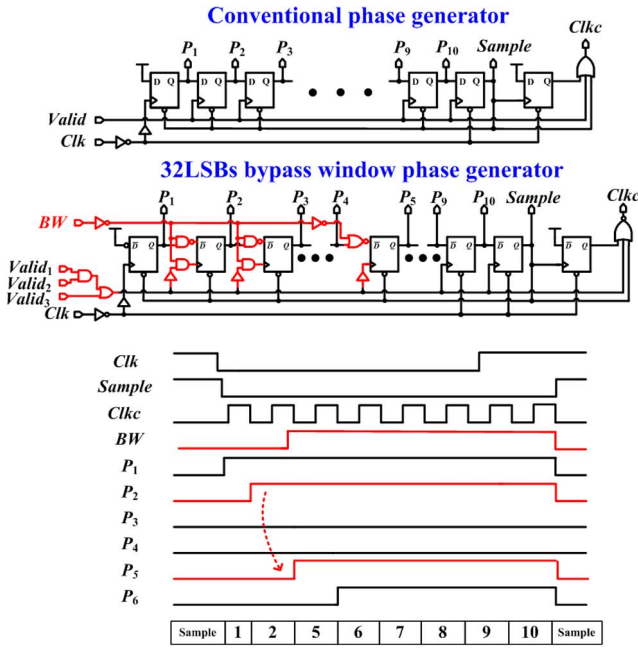 Conventional phase generator
P1 P2 P3 P9 P10 Sample Clkc
D Q D Q D Q D Q D Q D Q
Valid
Clk
32LSBs bypass window phase generator
P1 P2 P3 P4 P5 P9 P10 Sample Clkc
BW
D Q D Q D Q D Q D Q D Q D Q
Valid1
Valid2
Valid3
Clk
Clk
Sample
Clkc
BW
P1
P2
P3
P4
P5
P6
Sample 1 2 5 6 7 8 9 10 Sample